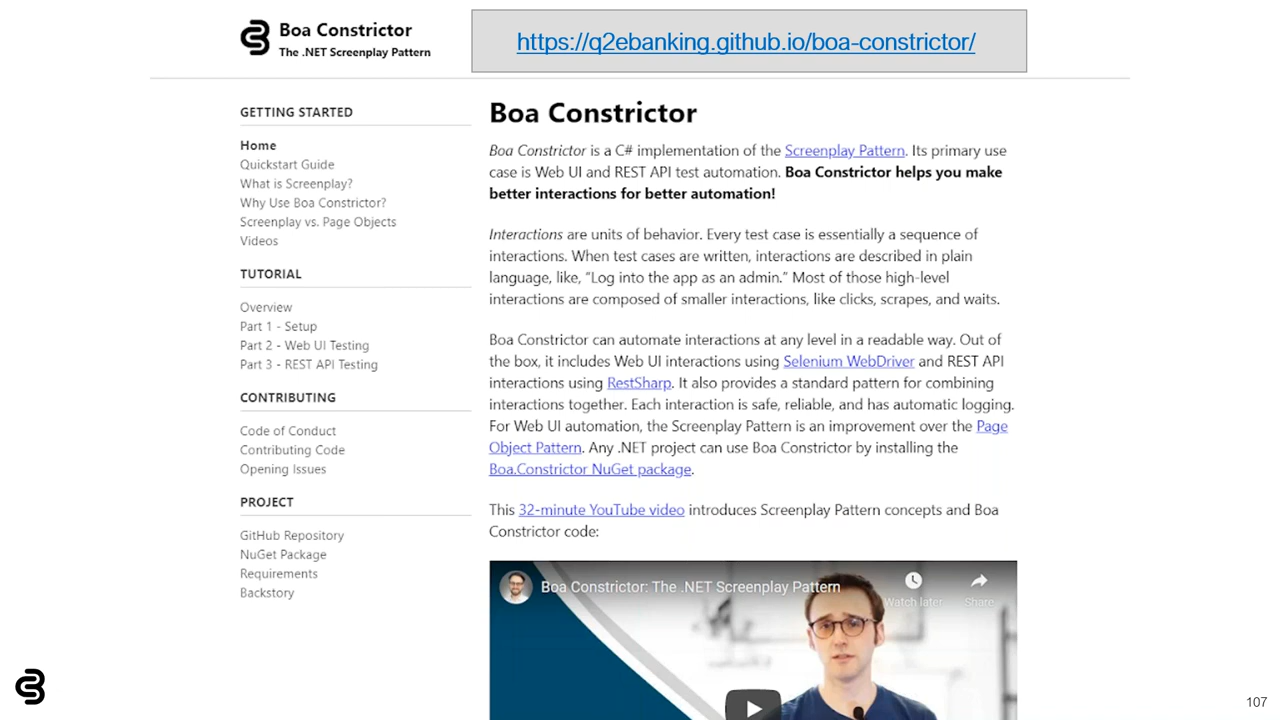 Boa Constrictor
The .NET Screenplay Pattern
https://q2ebanking.github.io/boa-constrictor/
GETTING STARTED
Home
Quickstart Guide
What is Screenplay?
Why Use Boa Constrictor?
Screenplay vs. Page Objects
Videos
TUTORIAL
Overview
Part 1 - Setup
Part 2 - Web UI Testing
Part 3 - REST API Testing
CONTRIBUTING
Code of Conduct
Contributing Code
Opening Issues
PROJECT
GitHub Repository
NuGet Package
Requirements
Backstory
Boa Constrictor
Boa Constrictor is a C# implementation of the Screenplay Pattern. Its primary use
case is Web UI and REST API test automation. Boa Constrictor helps you make
better interactions for better automation!
Interactions are units of behavior. Every test case is essentially a sequence of
interactions. When test cases are written, interactions are described in plain
language, like, “Log into the app as an admin.” Most of those high-level
interactions are composed of smaller interactions, like clicks, scrapes, and waits.
Boa Constrictor can automate interactions at any level in a readable way. Out of
the box, it includes Web UI interactions using Selenium WebDriver and REST API
interactions using RestSharp. It also provides a standard pattern for combining
interactions together. Each interaction is safe, reliable, and has automatic logging.
For Web UI automation, the Screenplay Pattern is an improvement over the Page
Object Pattern. Any .NET project can use Boa Constrictor by installing the
Boa.Constrictor NuGet package.
This 32-minute YouTube video introduces Screenplay Pattern concepts and Boa
Constrictor code:
Boa Constrictor: The .NET Screenplay Pattern
Watch later
Share
107